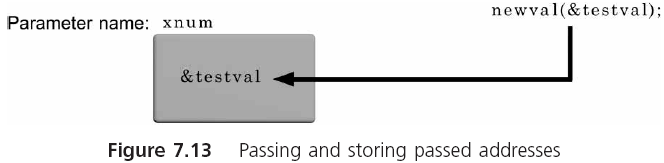 newval(&testval);
Parameter name: xnum
&testval
Figure 7.13 Passing and storing passed addresses